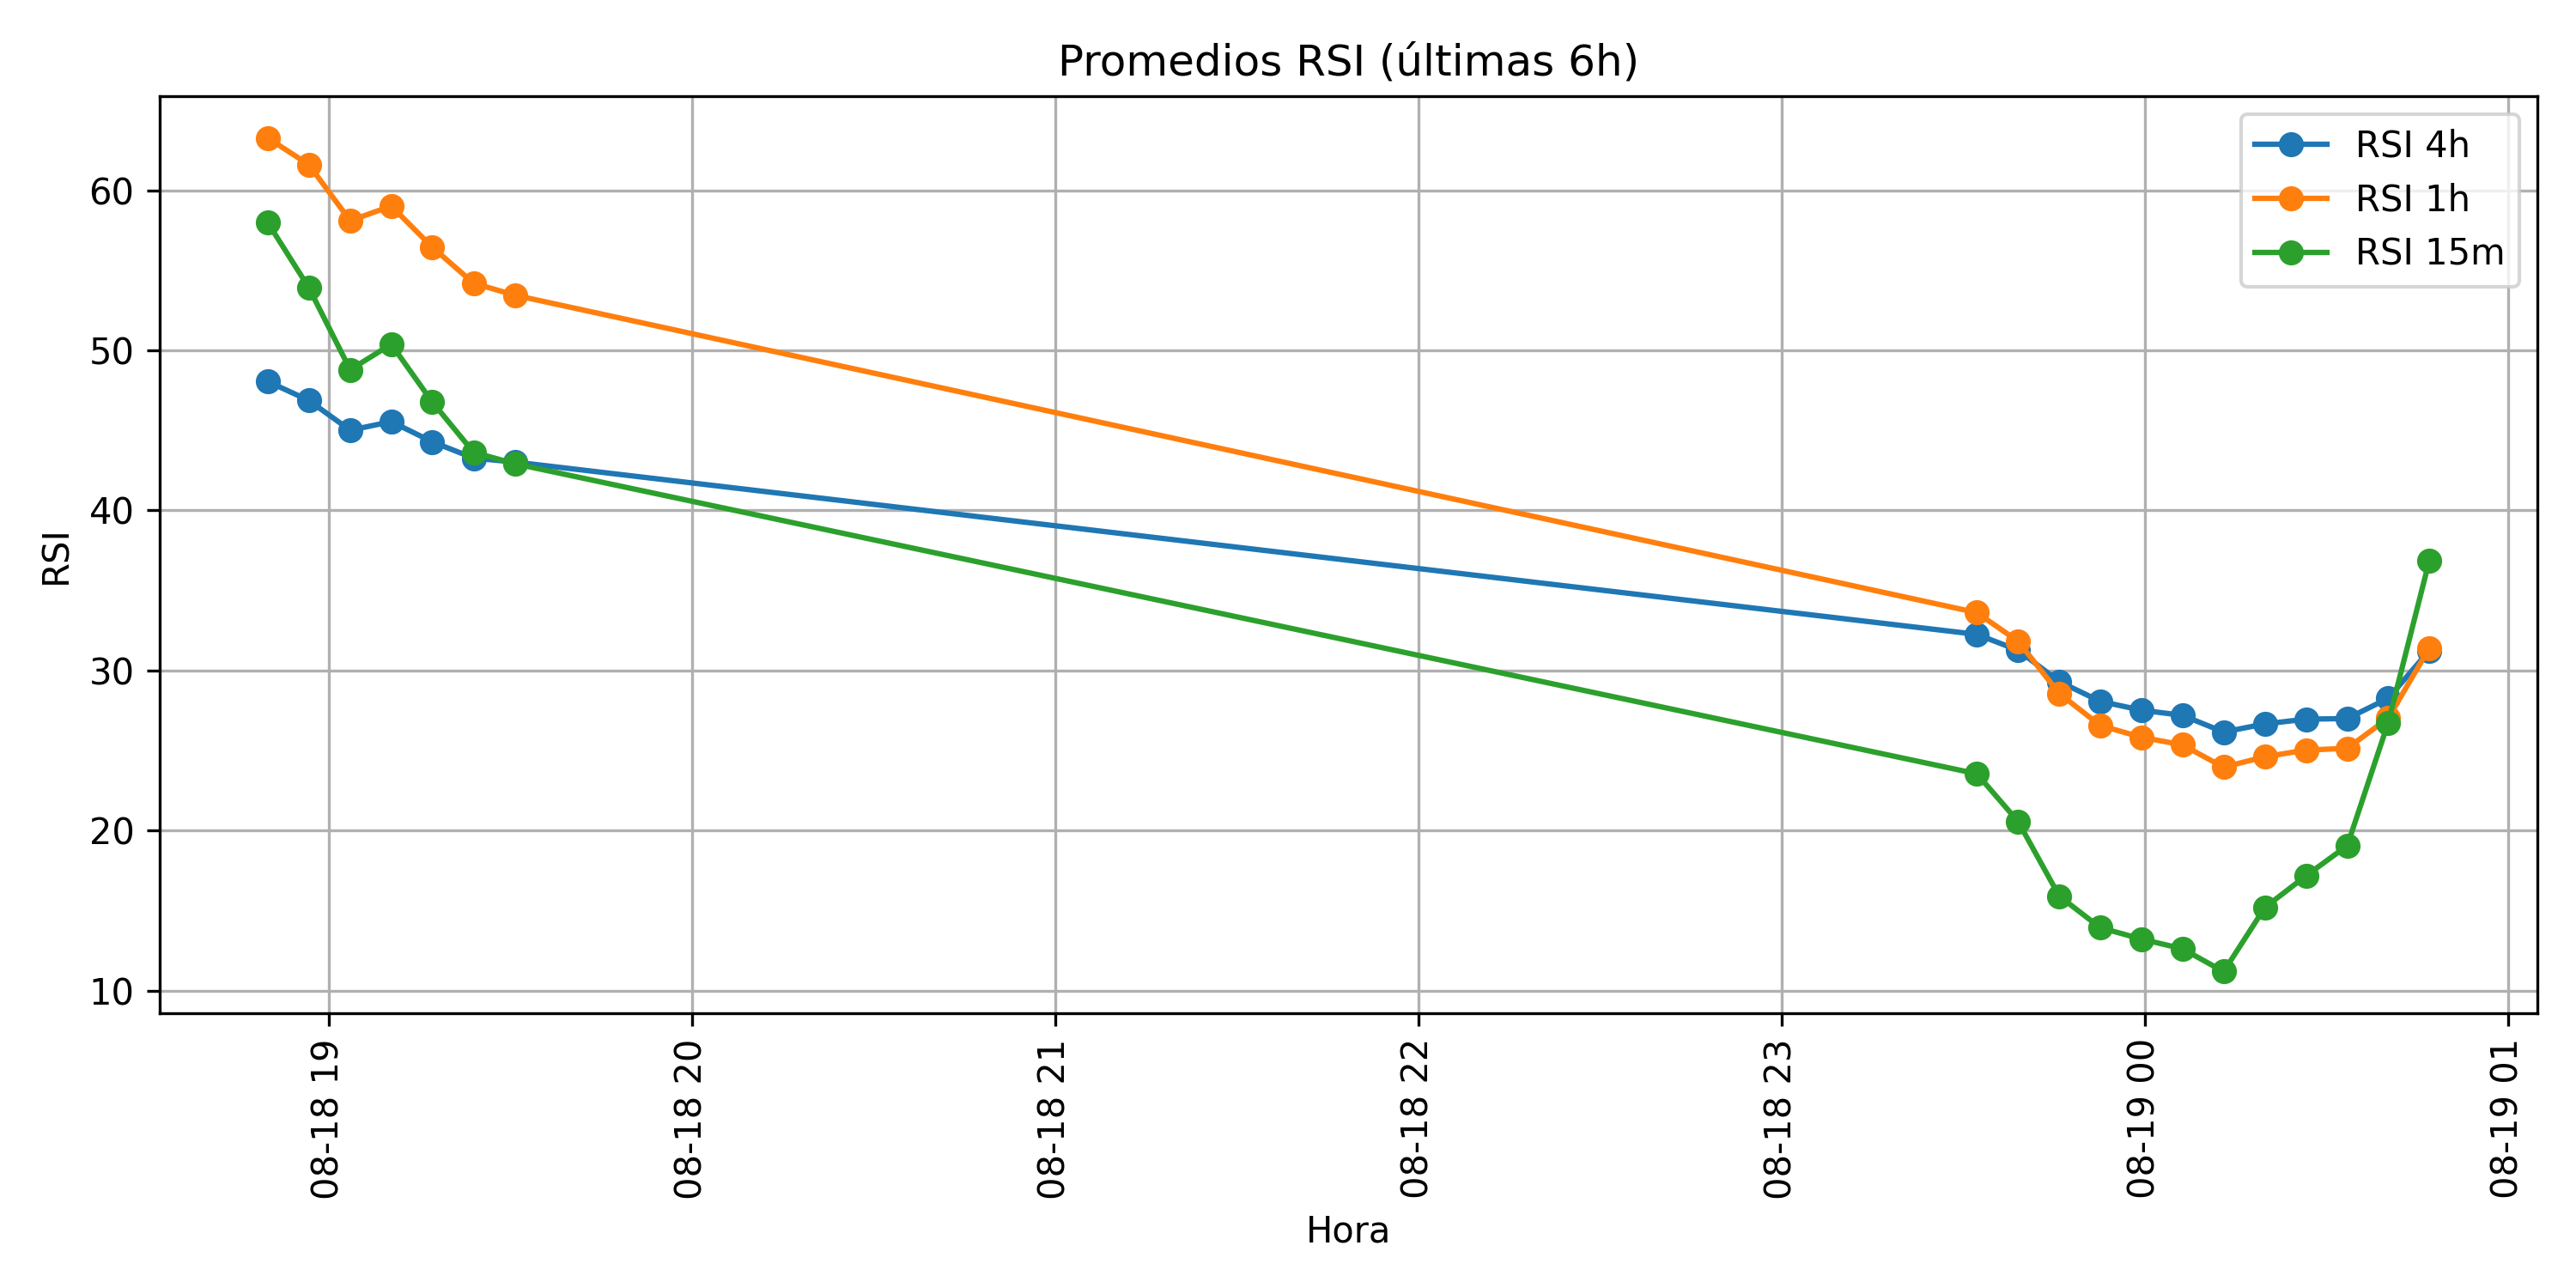 Promedios RSI (últimas 6h)
RSI 4h
RSI 1h
RSI 15m
60
50
40
30
20
10
RSI
08-18 19
08-18 20
08-18 21
08-18 22
08-18 23
08-19 00
08-19 01
Hora